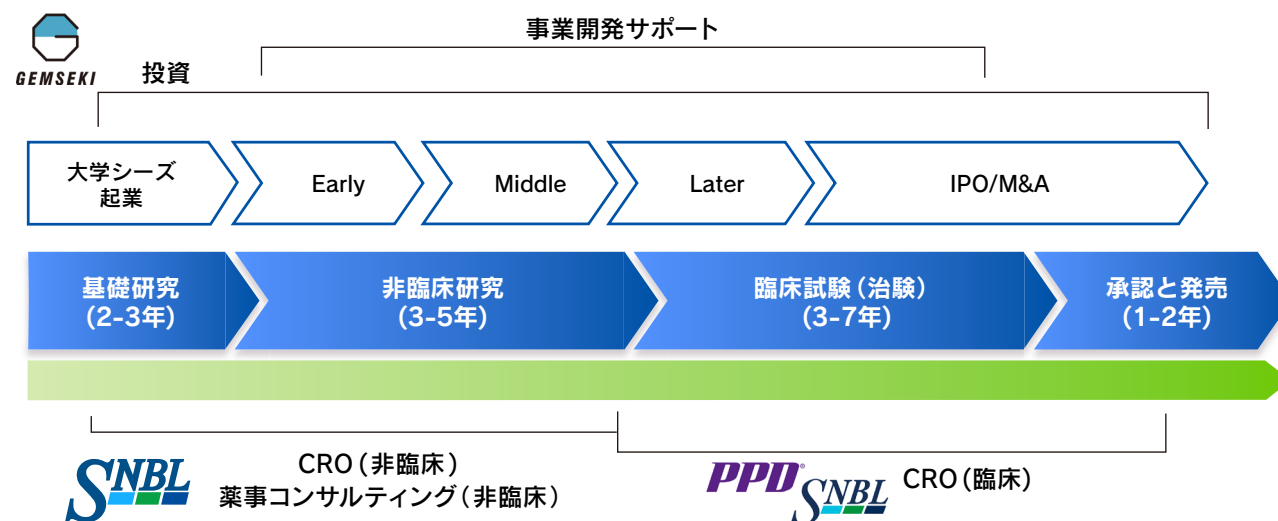 事業開発サポート
GEMSEKI
投資
大学シーズ
起業
Early
Middle
Later
IPO/M&A
基礎研究
(2-3年)
非臨床研究
(3-5年)
臨床試験(治験)
(3-7年)
承認と発売
(1-2年)
SNBL
CRO(非臨床)
薬事コンサルティング(非臨床)
PPD®
SNBL
CRO(臨床)